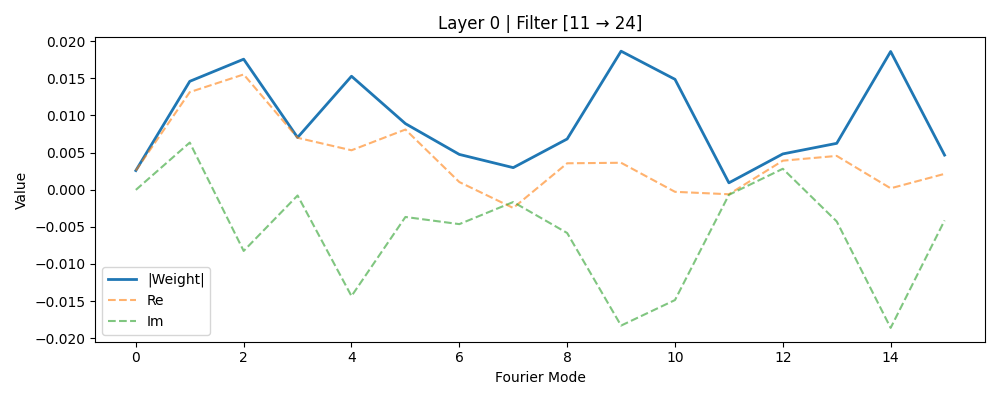 Layer 0 | Filter [11 → 24]
0.020
0.015
0.010
0.005
0.000
−0.005
−0.010
−0.015
−0.020
Value
|Weight|
Re
Im
0 2 4 6 8 10 12 14
Fourier Mode